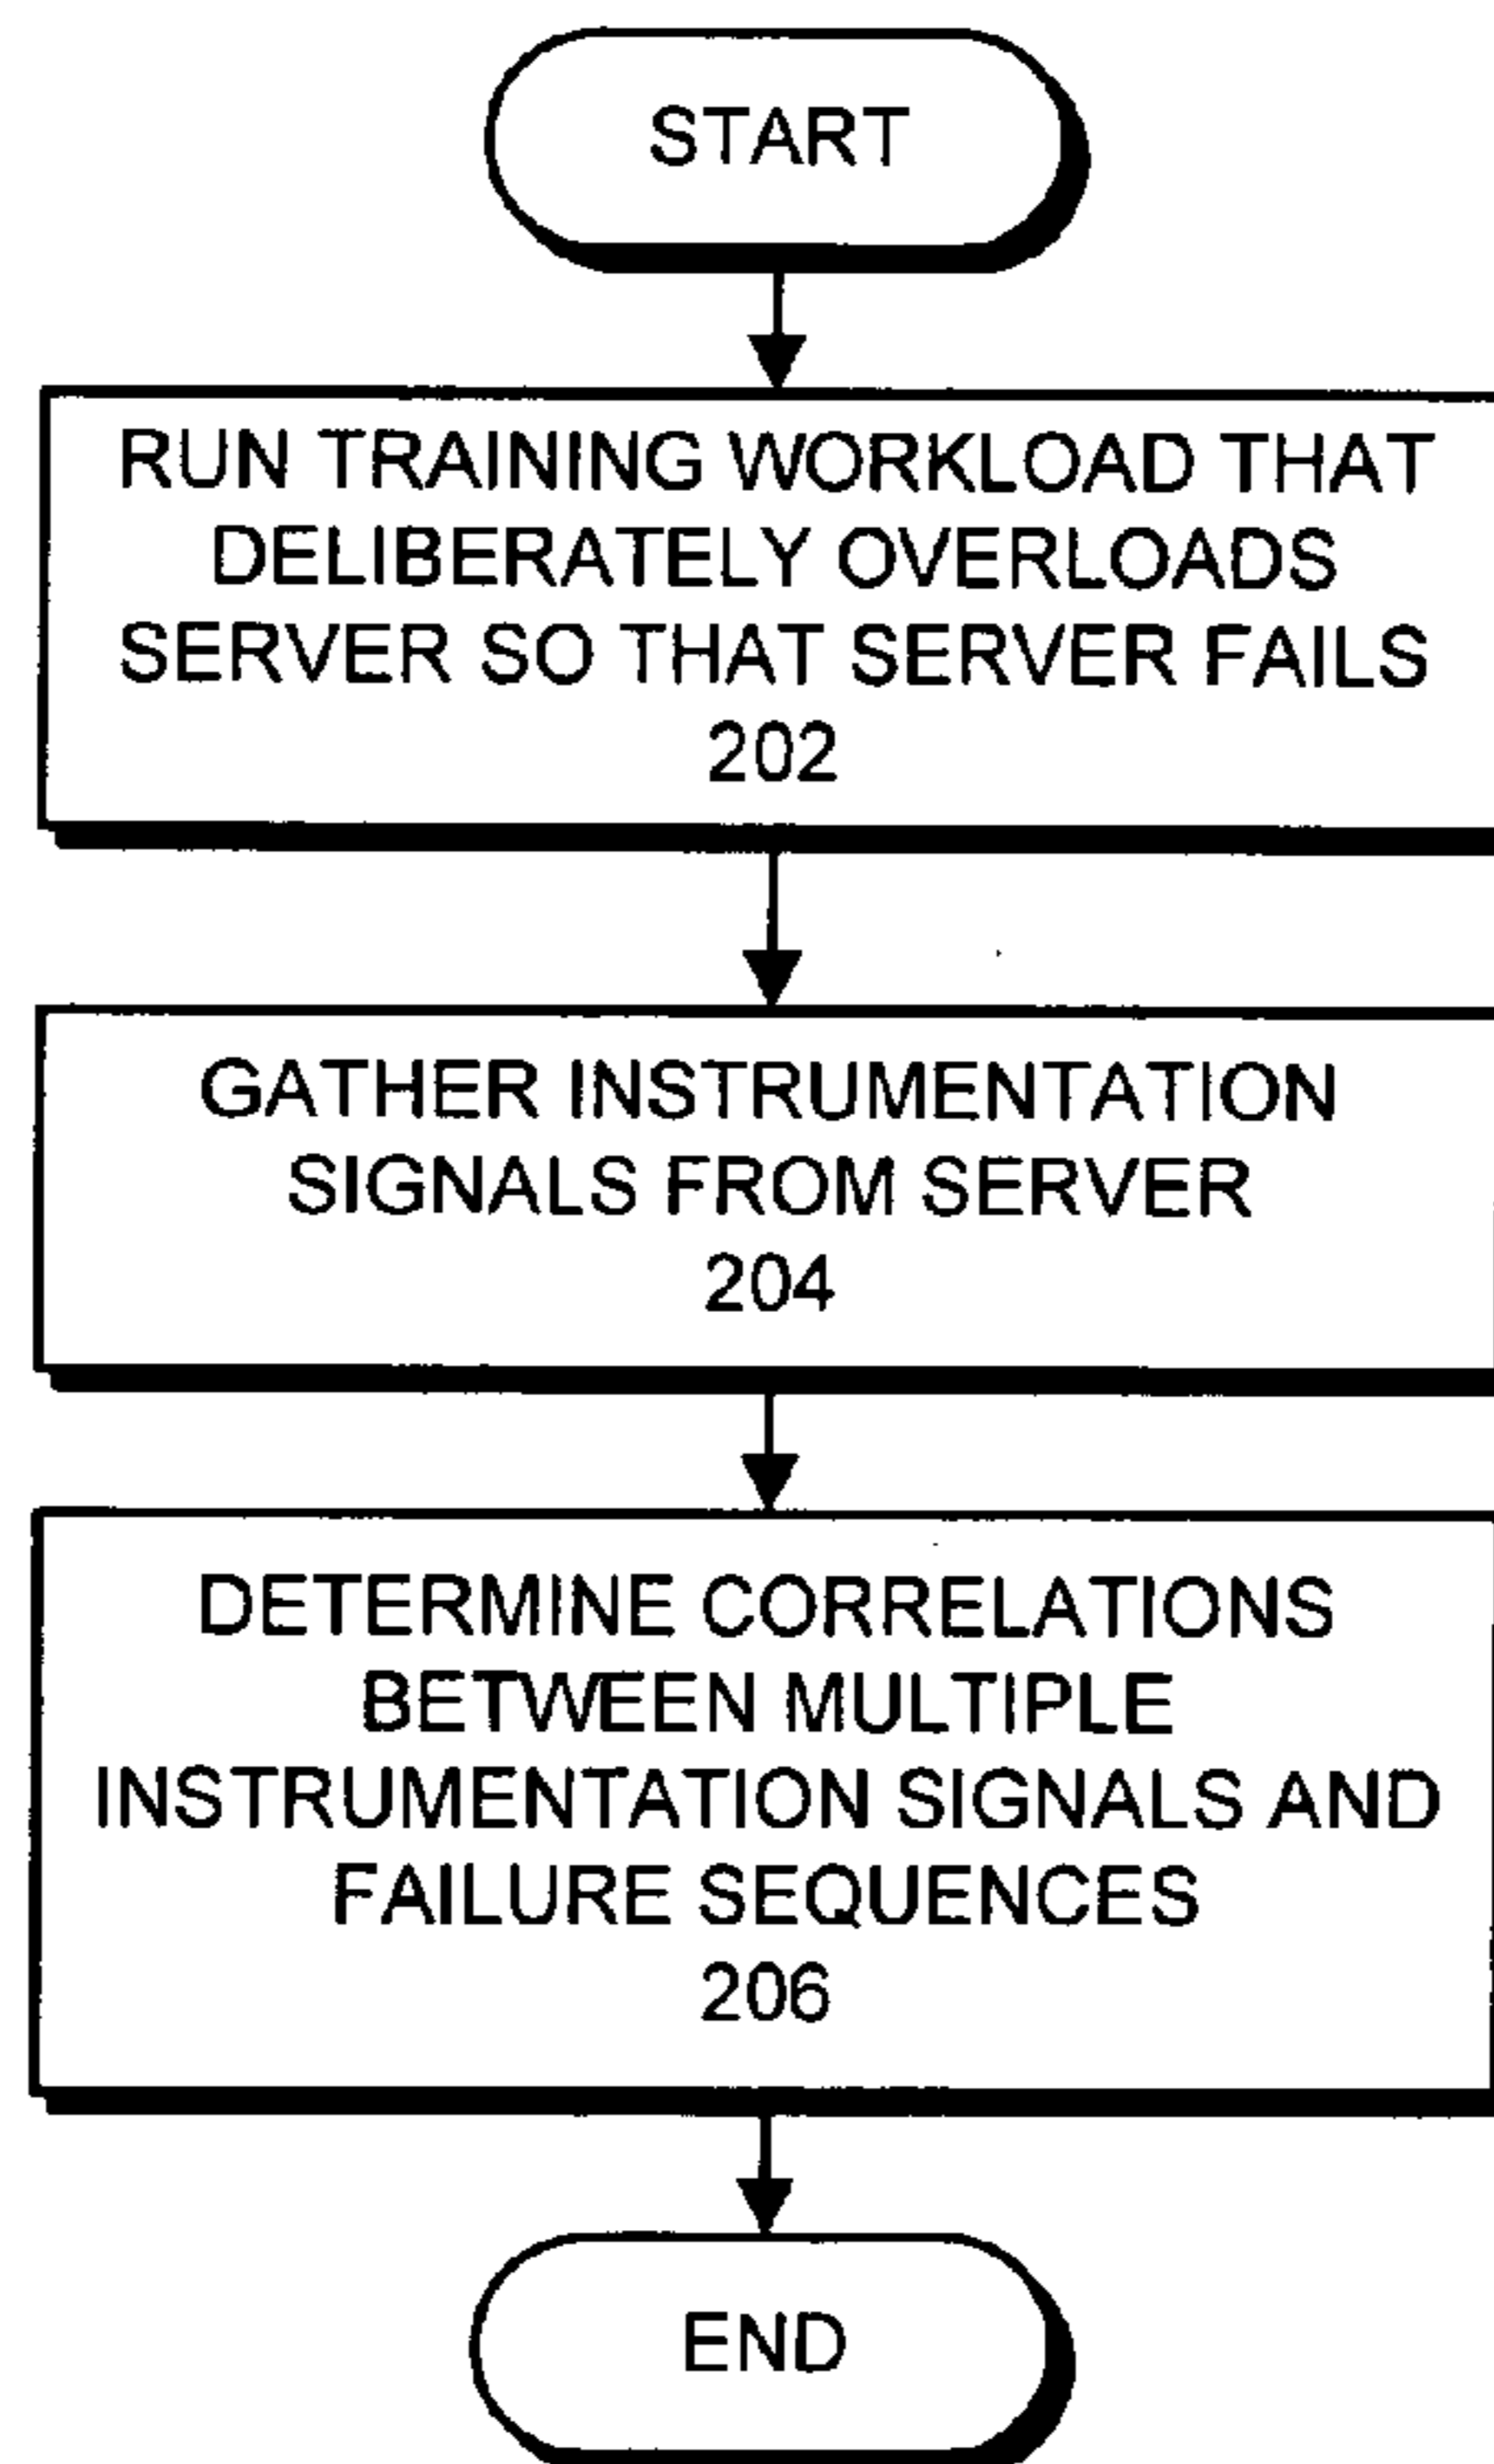 START
RUN TRAINING WORKLOAD THAT
DELIBERATELY OVERLOADS
SERVER SO THAT SERVER FAILS
202
GATHER INSTRUMENTATION
SIGNALS FROM SERVER
204
DETERMINE CORRELATIONS
BETWEEN MULTIPLE
INSTRUMENTATION SIGNALS AND
FAILURE SEQUENCES
206
END